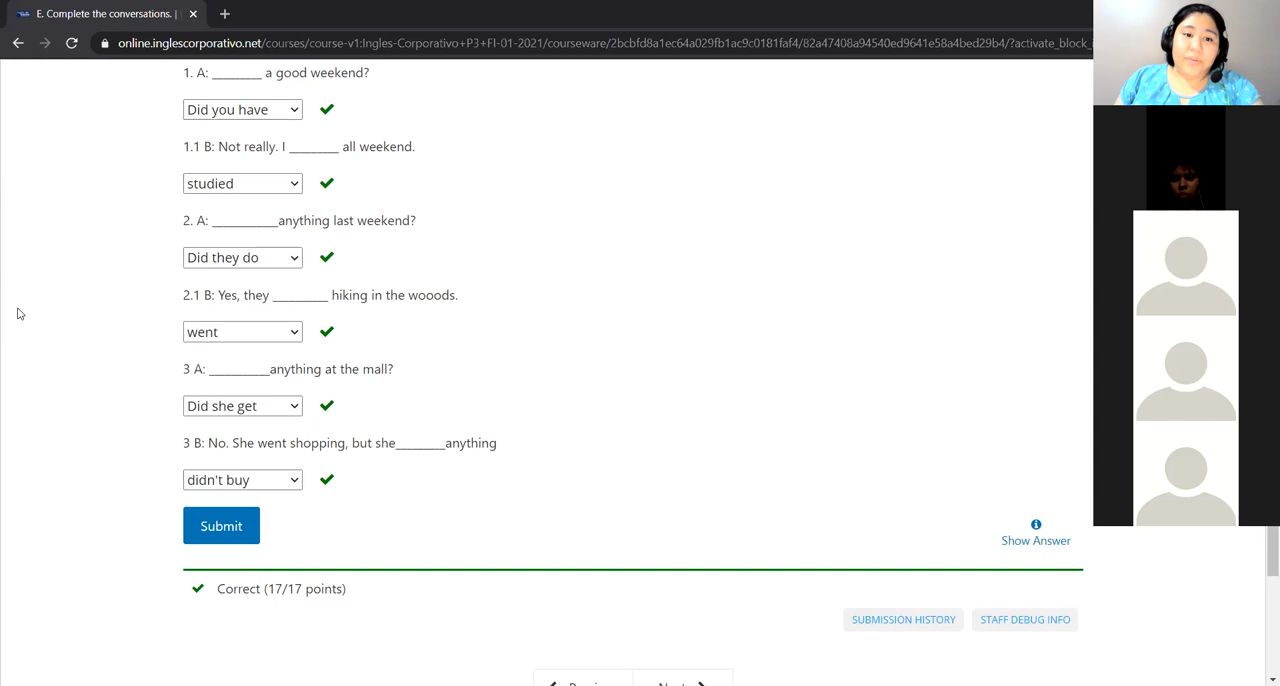 E. Complete the conversations. |
online.inglescorporativo.net/courses/course-v1:Ingles-Corporativo+P3+FI-01-2021/courseware/2bcbfd8a1ec64a029fb1ac9c0181faf4/82a47408a94540ed9641e58a4bed29b4/?activate_block_i
1. A: ________ a good weekend?
Did you have
1.1 B: Not really. I ________ all weekend.
studied
2. A: ___________anything last weekend?
Did they do
2.1 B: Yes, they _________ hiking in the wooods.
went
3 A: __________anything at the mall?
Did she get
3 B: No. She went shopping, but she________anything
didn't buy
Submit
Show Answer
Correct (17/17 points)
SUBMISSION HISTORY STAFF DEBUG INFO